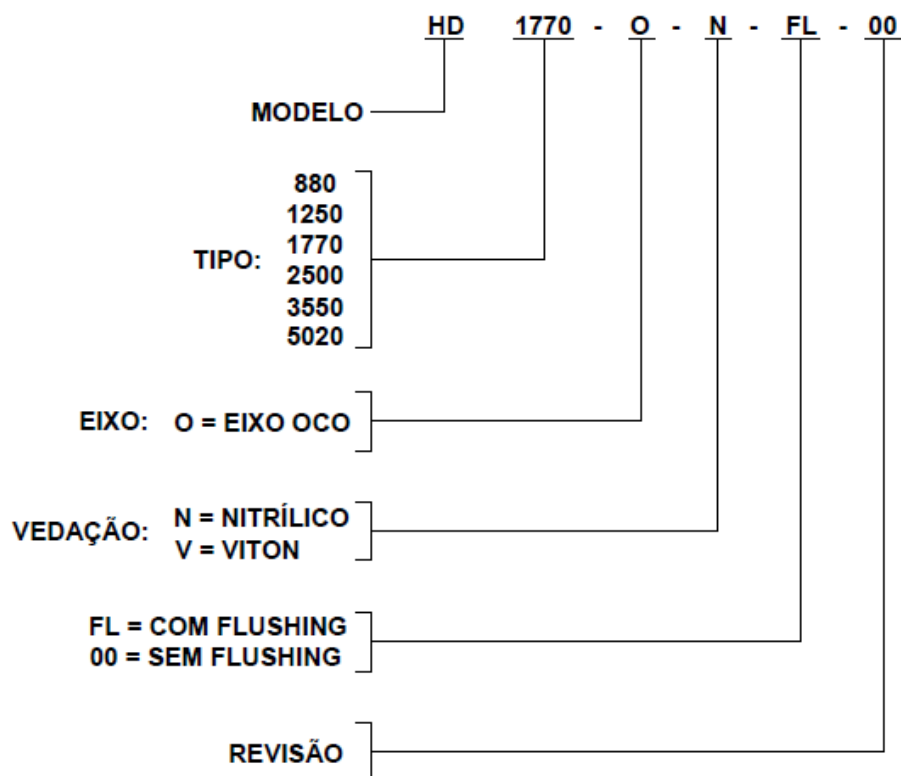 HD 1770 - O - N - FL - 00
MODELO
880
1250
1770
TIPO:
2500
3550
5020
EIXO: O = EIXO OCO
N = NITRÍLICO
VEDAÇÃO:
V = VITON
FL = COM FLUSHING
00 = SEM FLUSHING
REVISÃO